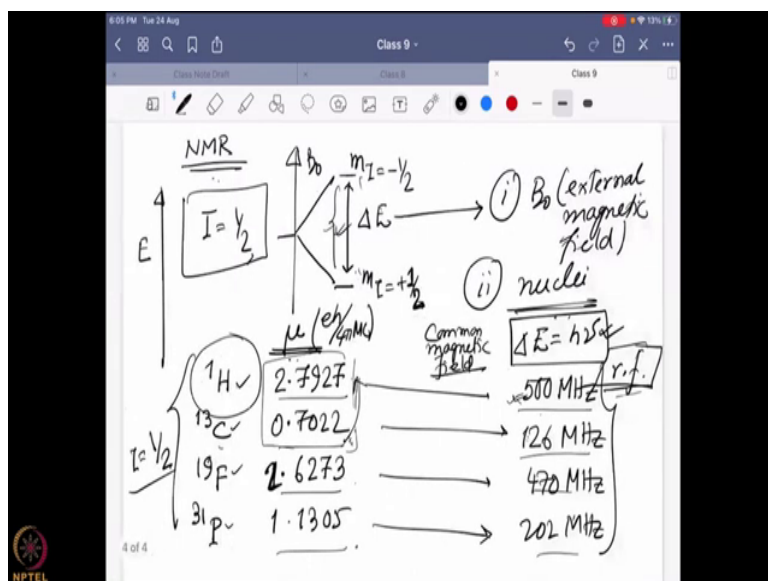 6:05 PM Tue 24 Aug
13%
Class 9
Class Note Draft
Class 8
Class 9
NMR
E
I = 1/2
B₀
m_I = -1/2
ΔE
m_I = +1/2
i) B₀ (external magnetic field)
ii) nuclei
μ (eh/4πMc)
Common magnetic field
ΔE = hν
r.f.
I = 1/2
¹H 2.7927 500 MHz
¹³C 0.7022 126 MHz
¹⁹F 2.6273 470 MHz
³¹P 1.1305 202 MHz
4 of 4
NPTEL